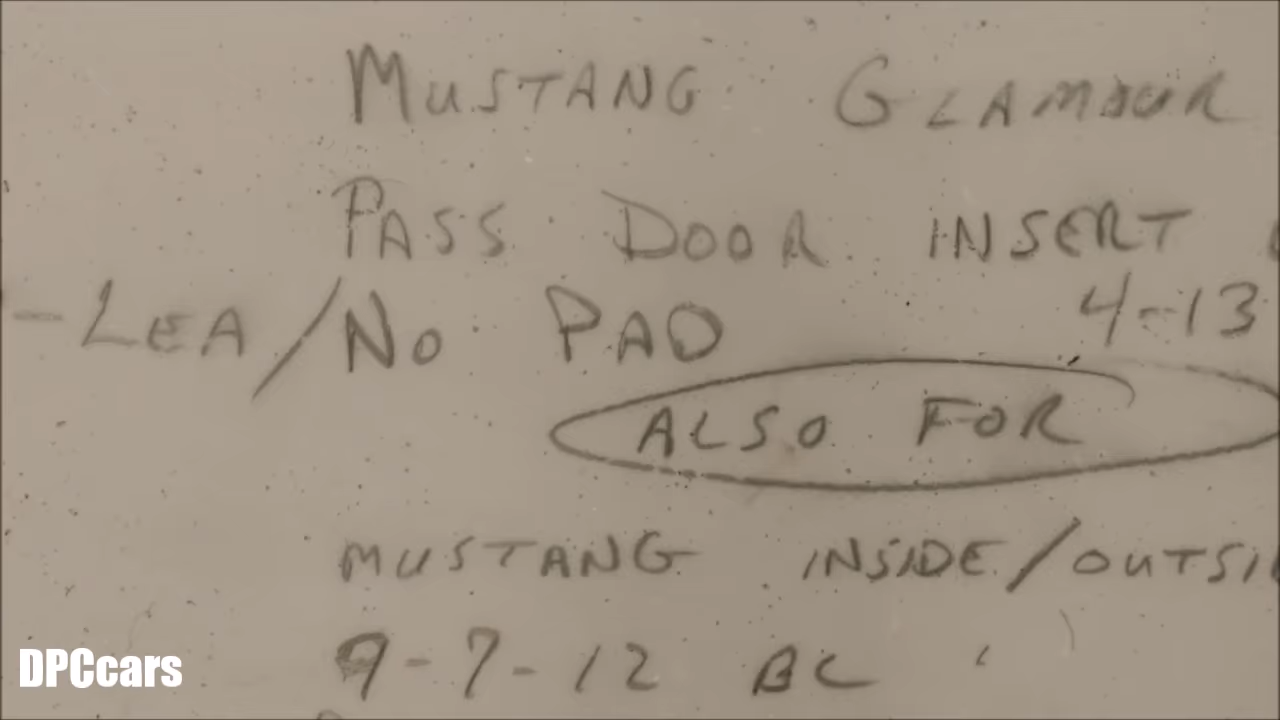 MUSTANG GLAMOUR
PASS DOOR INSERT
-LEA/NO PAD 4-13
ALSO FOR
MUSTANG INSIDE/OUTSI
9-7-12 BC
DPCcars